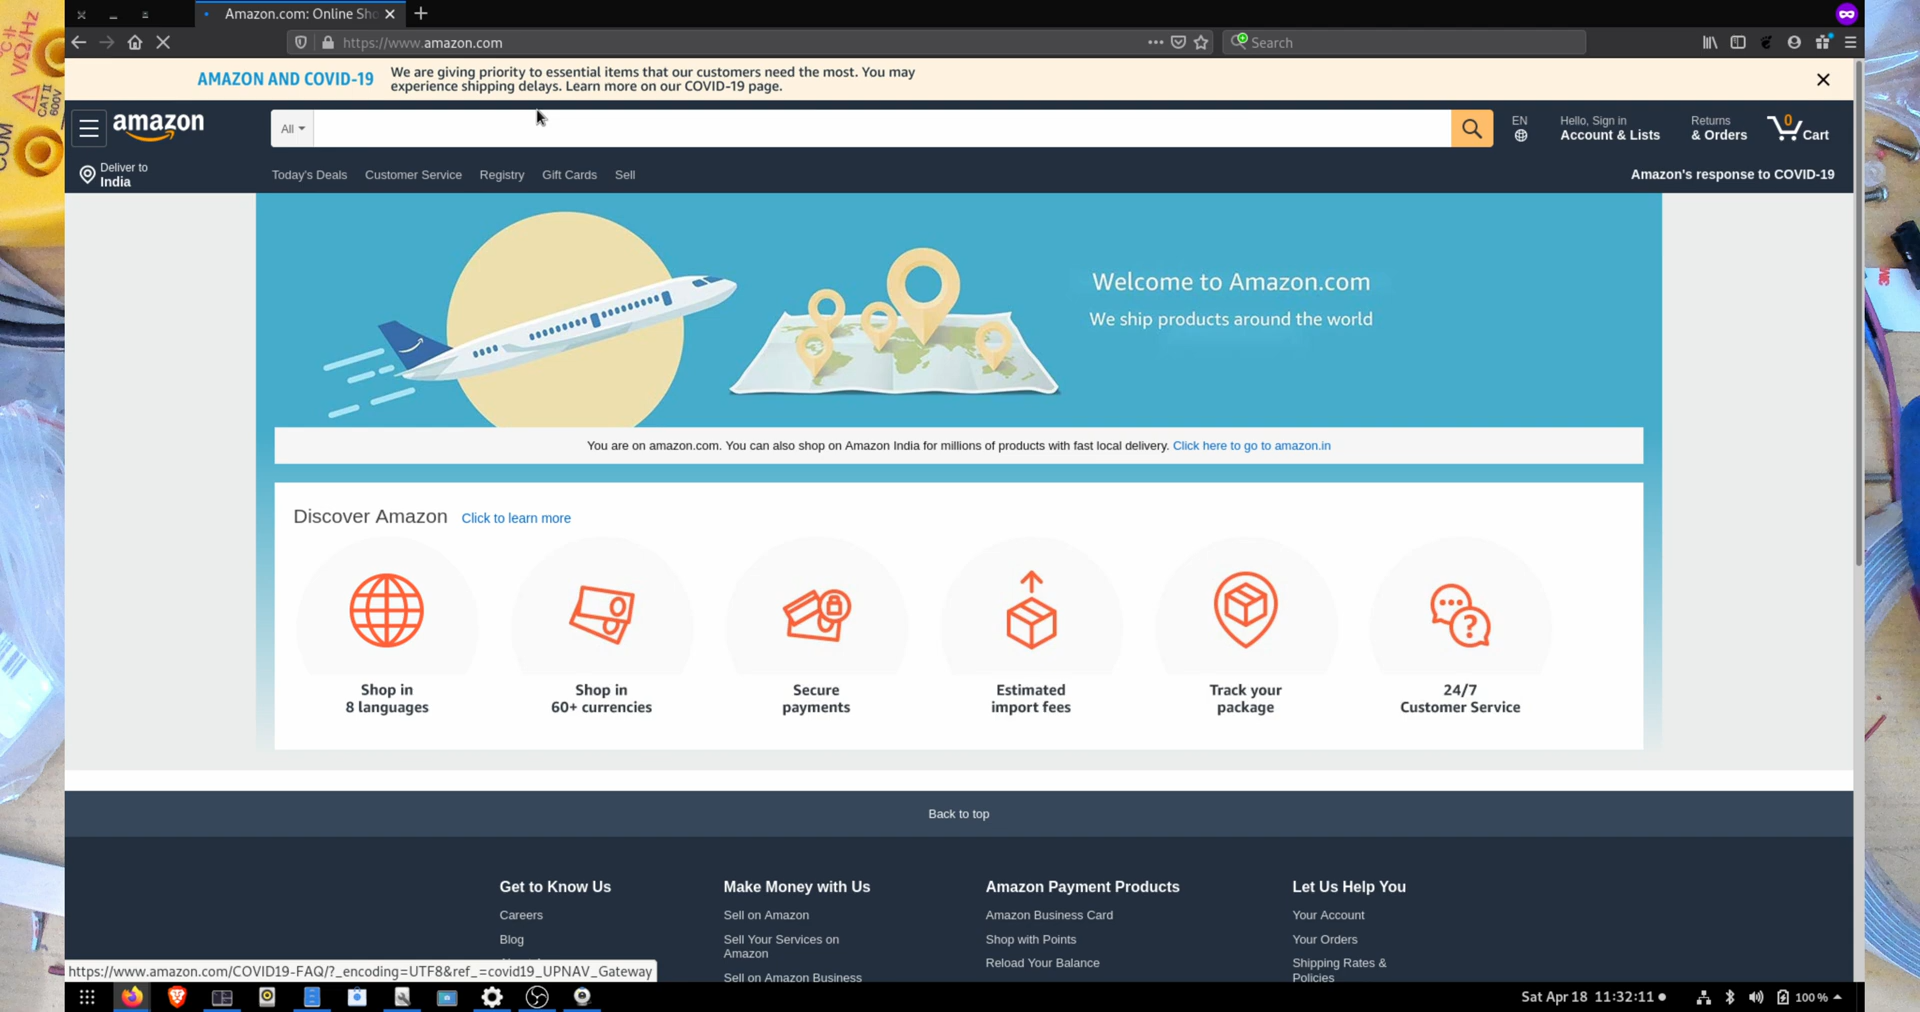 Amazon.com: Online Sho
https://www.amazon.com
Search
AMAZON AND COVID-19
We are giving priority to essential items that our customers need the most. You may
experience shipping delays. Learn more on our COVID-19 page.
amazon
All
EN
Hello, Sign in
Account & Lists
Returns
& Orders
0
Cart
Deliver to
India
Today's Deals
Customer Service
Registry
Gift Cards
Sell
Amazon's response to COVID-19
Welcome to Amazon.com
We ship products around the world
You are on amazon.com. You can also shop on Amazon India for millions of products with fast local delivery. Click here to go to amazon.in
Discover Amazon
Click to learn more
Shop in
8 languages
Shop in
60+ currencies
Secure
payments
Estimated
import fees
Track your
package
24/7
Customer Service
Back to top
Get to Know Us
Careers
Blog
Make Money with Us
Sell on Amazon
Sell Your Services on
Amazon
Sell on Amazon Business
Amazon Payment Products
Amazon Business Card
Shop with Points
Reload Your Balance
Let Us Help You
Your Account
Your Orders
Shipping Rates &
Policies
https://www.amazon.com/COVID19-FAQ/?_encoding=UTF8&ref_=covid19_UPNAV_Gateway
Sat Apr 18 11:32:11
100 %
°C
Hz
V/Ω/Hz
CAT II
600V
COM
3M